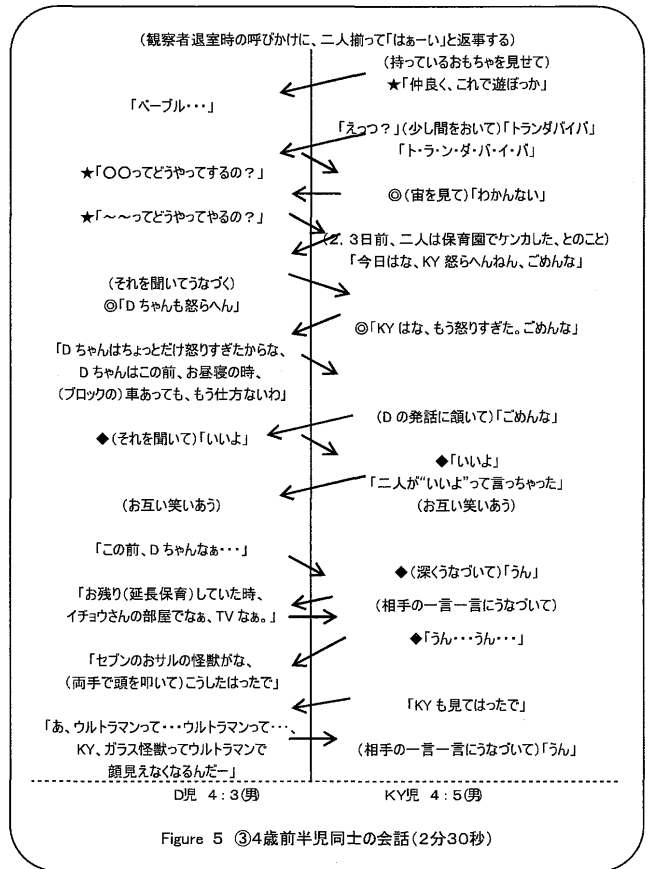 (観察者退室時の呼びかけに、二人揃って「はぁーい」と返事する)
(持っているおもちゃを見せて)
★「仲良く、これで遊ぼっか」
「ベーブル・・・」
「えっつ?」(少し間をおいて)「トランダバイバ」
「ト・ラ・ン・ダ・バ・イ・バ」
★「〇〇ってどうやってするの?」
◎(宙を見て)「わかんない」
★「~~ってどうやってやるの?」
(2,3日前、二人は保育園でケンカした、とのこと)
「今日はな、KY 怒らへんねん、ごめんな」
(それを聞いてうなづく)
◎「Dちゃんも怒らへん」
◎「KYはな、もう怒りすぎた。ごめんな」
「Dちゃんはちょっとだけ怒りすぎたからな、
Dちゃんはこの前、お昼寝の時、
(ブロックの)車あっても、もう仕方ないわ」
(Dの発話に頷いて)「ごめんな」
◆(それを聞いて)「いいよ」
◆「いいよ」
「二人が“いいよ”って言っちゃった」
(お互い笑いあう)
(お互い笑いあう)
「この前、Dちゃんなぁ・・・」
◆(深くうなづいて)「うん」
「お残り(延長保育)していた時、
イチョウさんの部屋でなぁ、TVなぁ。」
(相手の一言一言にうなづいて)
◆「うん・・・うん・・・」
「セブンのおサルの怪獣がな、
(両手で頭を叩いて)こうしたはったで」
「KYも見てはったで」
「あ、ウルトラマンって・・・ウルトラマンって・・・、
KY、ガラス怪獣ってウルトラマンで
顔見えなくなるんだー」
(相手の一言一言にうなづいて)「うん」
D児 4:3(男)
KY児 4:5(男)
Figure 5 ③4歳前半児同士の会話(2分30秒)